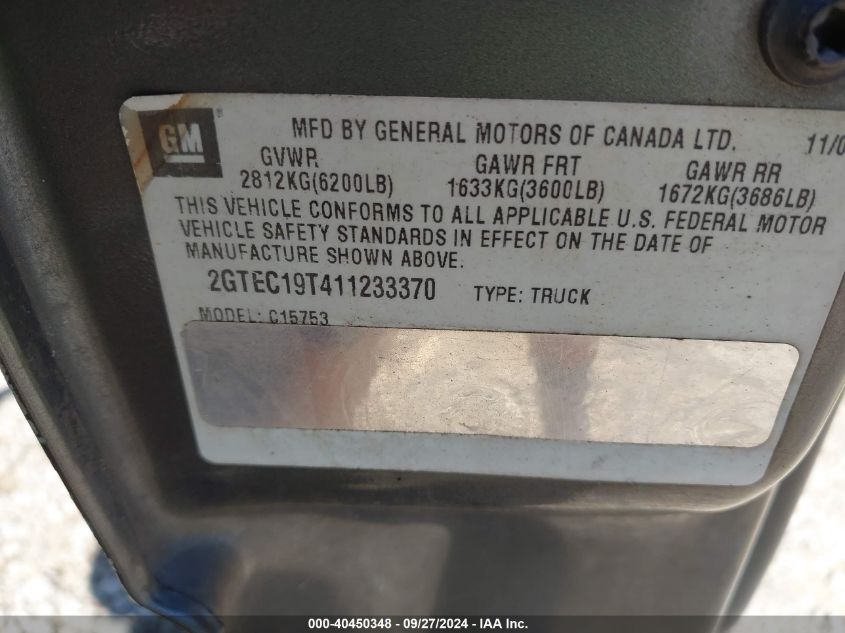 GM
MFD BY GENERAL MOTORS OF CANADA LTD. 11/0
GVWR GAWR FRT GAWR RR
2812KG(6200LB) 1633KG(3600LB) 1672KG(3686LB)
THIS VEHICLE CONFORMS TO ALL APPLICABLE U.S. FEDERAL MOTOR
VEHICLE SAFETY STANDARDS IN EFFECT ON THE DATE OF
MANUFACTURE SHOWN ABOVE.
2GTEC19T411233370 TYPE: TRUCK
MODEL: C15753
000-40450348 - 09/27/2024 - IAA Inc.